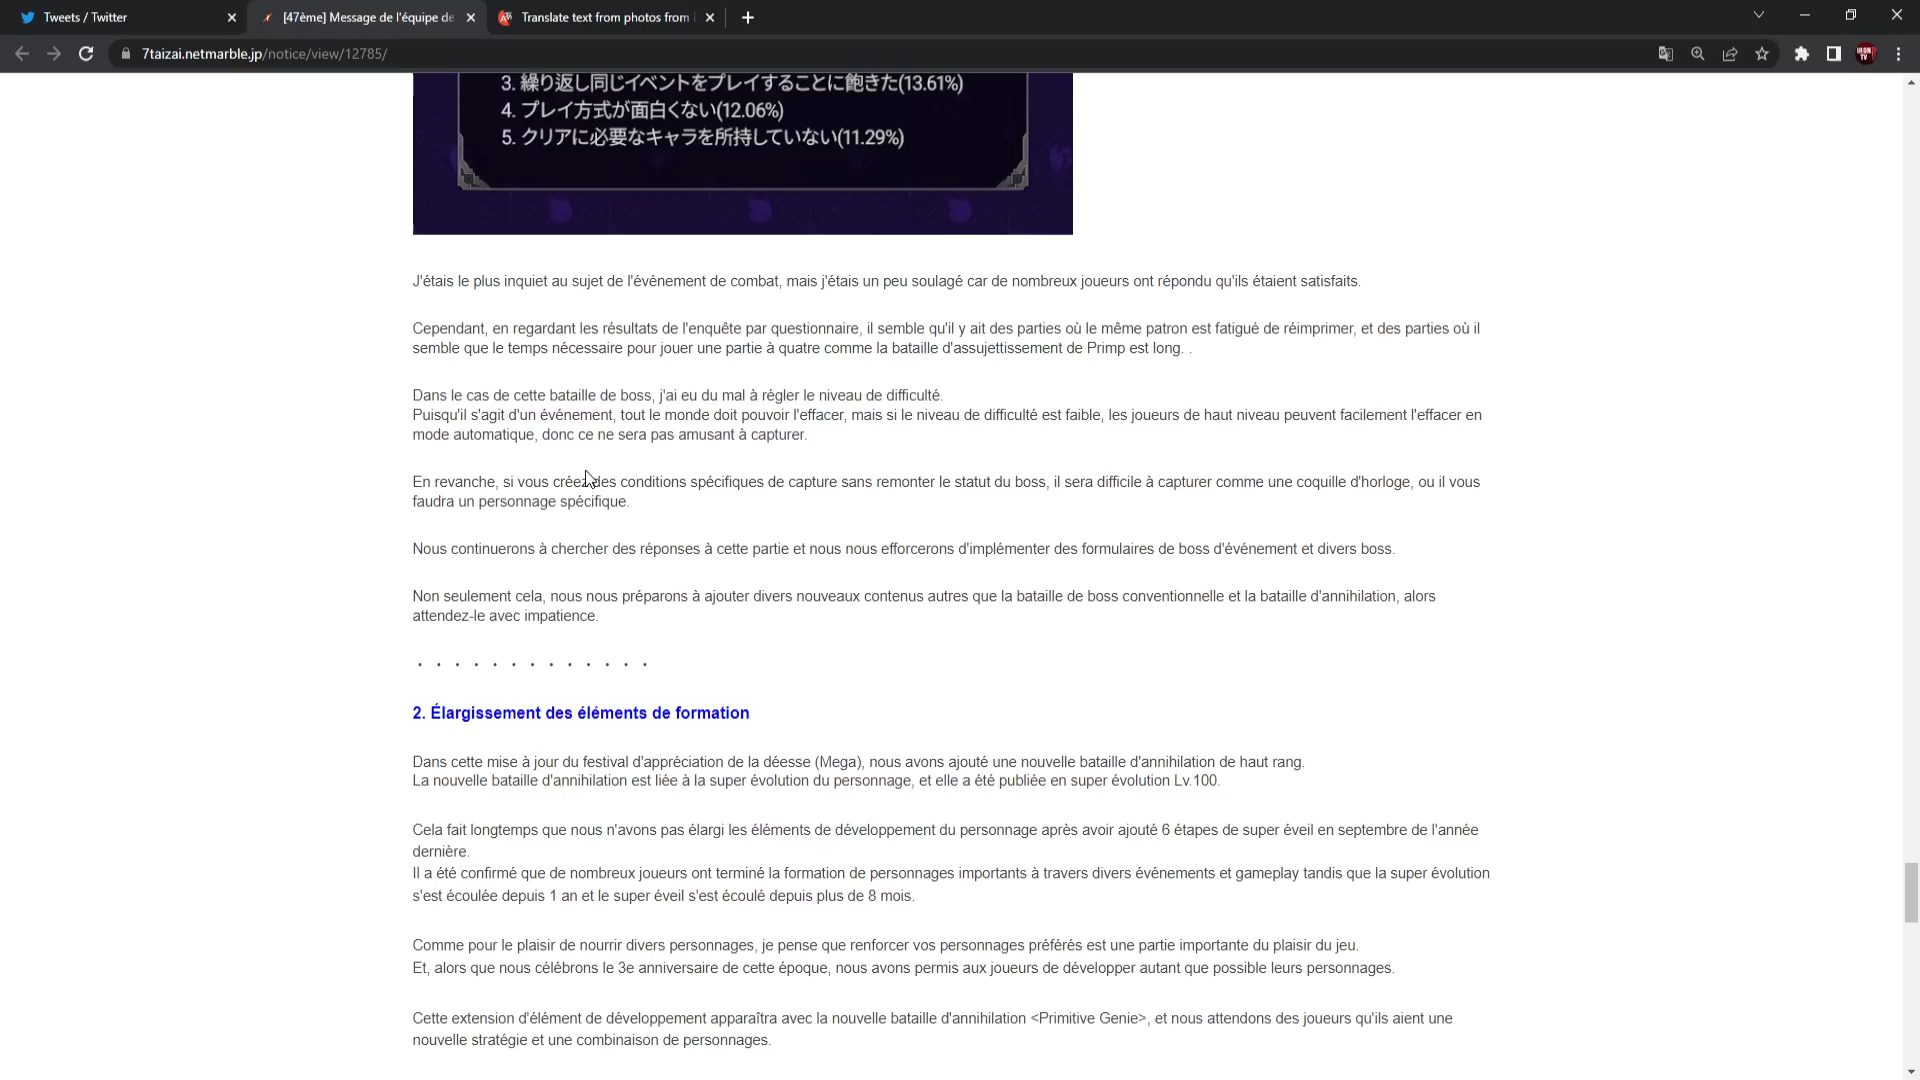 Tweets / Twitter
[47ème] Message de l'équipe de
Translate text from photos from
7taizai.netmarble.jp/notice/view/12785/
3. 繰り返し同じイベントをプレイすることに飽きた(13.61%)
4. プレイ方式が面白くない(12.06%)
5. クリアに必要なキャラを所持していない(11.29%)
J'étais le plus inquiet au sujet de l'événement de combat, mais j'étais un peu soulagé car de nombreux joueurs ont répondu qu'ils étaient satisfaits.
Cependant, en regardant les résultats de l'enquête par questionnaire, il semble qu'il y ait des parties où le même patron est fatigué de réimprimer, et des parties où il
semble que le temps nécessaire pour jouer une partie à quatre comme la bataille d'assujettissement de Primp est long. .
Dans le cas de cette bataille de boss, j'ai eu du mal à régler le niveau de difficulté.
Puisqu'il s'agit d'un événement, tout le monde doit pouvoir l'effacer, mais si le niveau de difficulté est faible, les joueurs de haut niveau peuvent facilement l'effacer en
mode automatique, donc ce ne sera pas amusant à capturer.
En revanche, si vous créez des conditions spécifiques de capture sans remonter le statut du boss, il sera difficile à capturer comme une coquille d'horloge, ou il vous
faudra un personnage spécifique.
Nous continuerons à chercher des réponses à cette partie et nous nous efforcerons d'implémenter des formulaires de boss d'événement et divers boss.
Non seulement cela, nous nous préparons à ajouter divers nouveaux contenus autres que la bataille de boss conventionnelle et la bataille d'annihilation, alors
attendez-le avec impatience.
. . . . . . . . . . . . .
2. Élargissement des éléments de formation
Dans cette mise à jour du festival d'appréciation de la déesse (Mega), nous avons ajouté une nouvelle bataille d'annihilation de haut rang.
La nouvelle bataille d'annihilation est liée à la super évolution du personnage, et elle a été publiée en super évolution Lv.100.
Cela fait longtemps que nous n'avons pas élargi les éléments de développement du personnage après avoir ajouté 6 étapes de super éveil en septembre de l'année
dernière.
Il a été confirmé que de nombreux joueurs ont terminé la formation de personnages importants à travers divers événements et gameplay tandis que la super évolution
s'est écoulée depuis 1 an et le super éveil s'est écoulé depuis plus de 8 mois.
Comme pour le plaisir de nourrir divers personnages, je pense que renforcer vos personnages préférés est une partie importante du plaisir du jeu.
Et, alors que nous célébrons le 3e anniversaire de cette époque, nous avons permis aux joueurs de développer autant que possible leurs personnages.
Cette extension d'élément de développement apparaîtra avec la nouvelle bataille d'annihilation <Primitive Genie>, et nous attendons des joueurs qu'ils aient une
nouvelle stratégie et une combinaison de personnages.